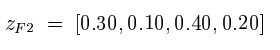 z_{F2} = [0.30, 0.10, 0.40, 0.20]